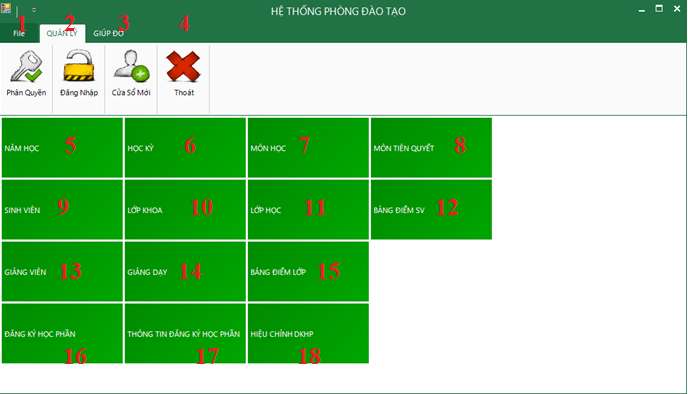 HỆ THỐNG PHÒNG ĐÀO TẠO
1 2 3 4
File QUẢN LÝ GIÚP ĐỠ
Phân Quyền Đăng Nhập Cửa Sổ Mới Thoát
NĂM HỌC 5 HỌC KỲ 6 MÔN HỌC 7 MÔN TIÊN QUYẾT 8
SINH VIÊN 9 LỚP KHOA 10 LỚP HỌC 11 BẢNG ĐIỂM SV 12
GIẢNG VIÊN 13 GIẢNG DẠY 14 BẢNG ĐIỂM LỚP 15
ĐĂNG KÝ HỌC PHẦN THÔNG TIN ĐĂNG KÝ HỌC PHẦN HIỆU CHỈNH DKHP
16 17 18